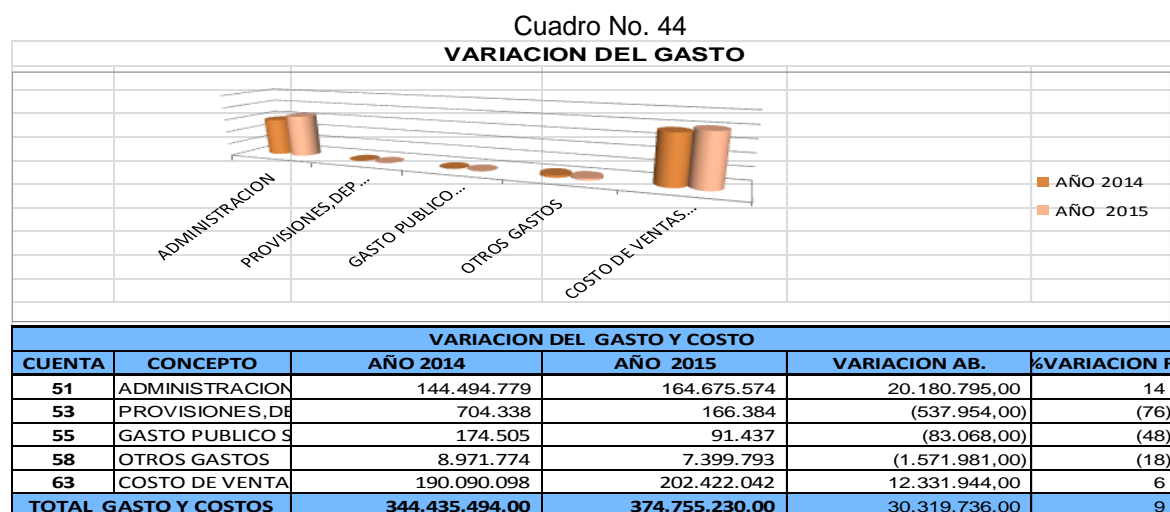 Cuadro No. 44
VARIACION DEL GASTO
ADMINISTRACION
PROVISIONES,DEP...
GASTO PUBLICO...
OTROS GASTOS
COSTO DE VENTAS...
AÑO 2014
AÑO 2015
VARIACION DEL GASTO Y COSTO
CUENTA CONCEPTO AÑO 2014 AÑO 2015 VARIACION AB. %VARIACION
51 ADMINISTRACION 144.494.779 164.675.574 20.180.795,00 14
53 PROVISIONES,DE 704.338 166.384 (537.954,00) (76)
55 GASTO PUBLICO S 174.505 91.437 (83.068,00) (48)
58 OTROS GASTOS 8.971.774 7.399.793 (1.571.981,00) (18)
63 COSTO DE VENTA 190.090.098 202.422.042 12.331.944,00 6
TOTAL GASTO Y COSTOS 344.435.494,00 374.755.230,00 30.319.736,00 9